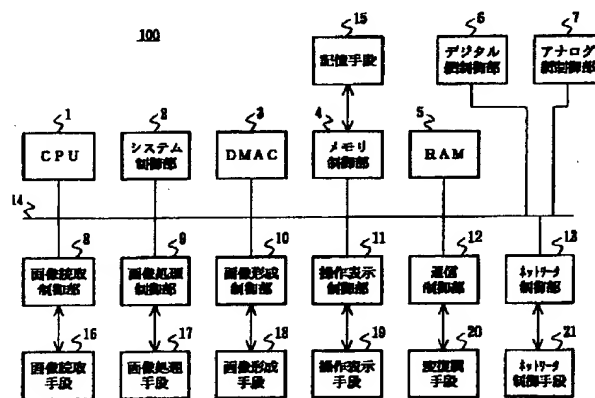 100
15
6
7
記憶手段
デジタル
網制御部
アナログ
網制御部
1
2
3
4
5
CPU
システム
制御部
DMAC
メモリ
制御部
RAM
14
8
9
10
11
12
13
画像読取
制御部
画像処理
制御部
画像形成
制御部
操作表示
制御部
通信
制御部
ネットワーク
制御部
16
17
18
19
20
21
画像読取
手段
画像処理
手段
画像形成
手段
操作表示
手段
変復調
手段
ネットワーク
制御手段